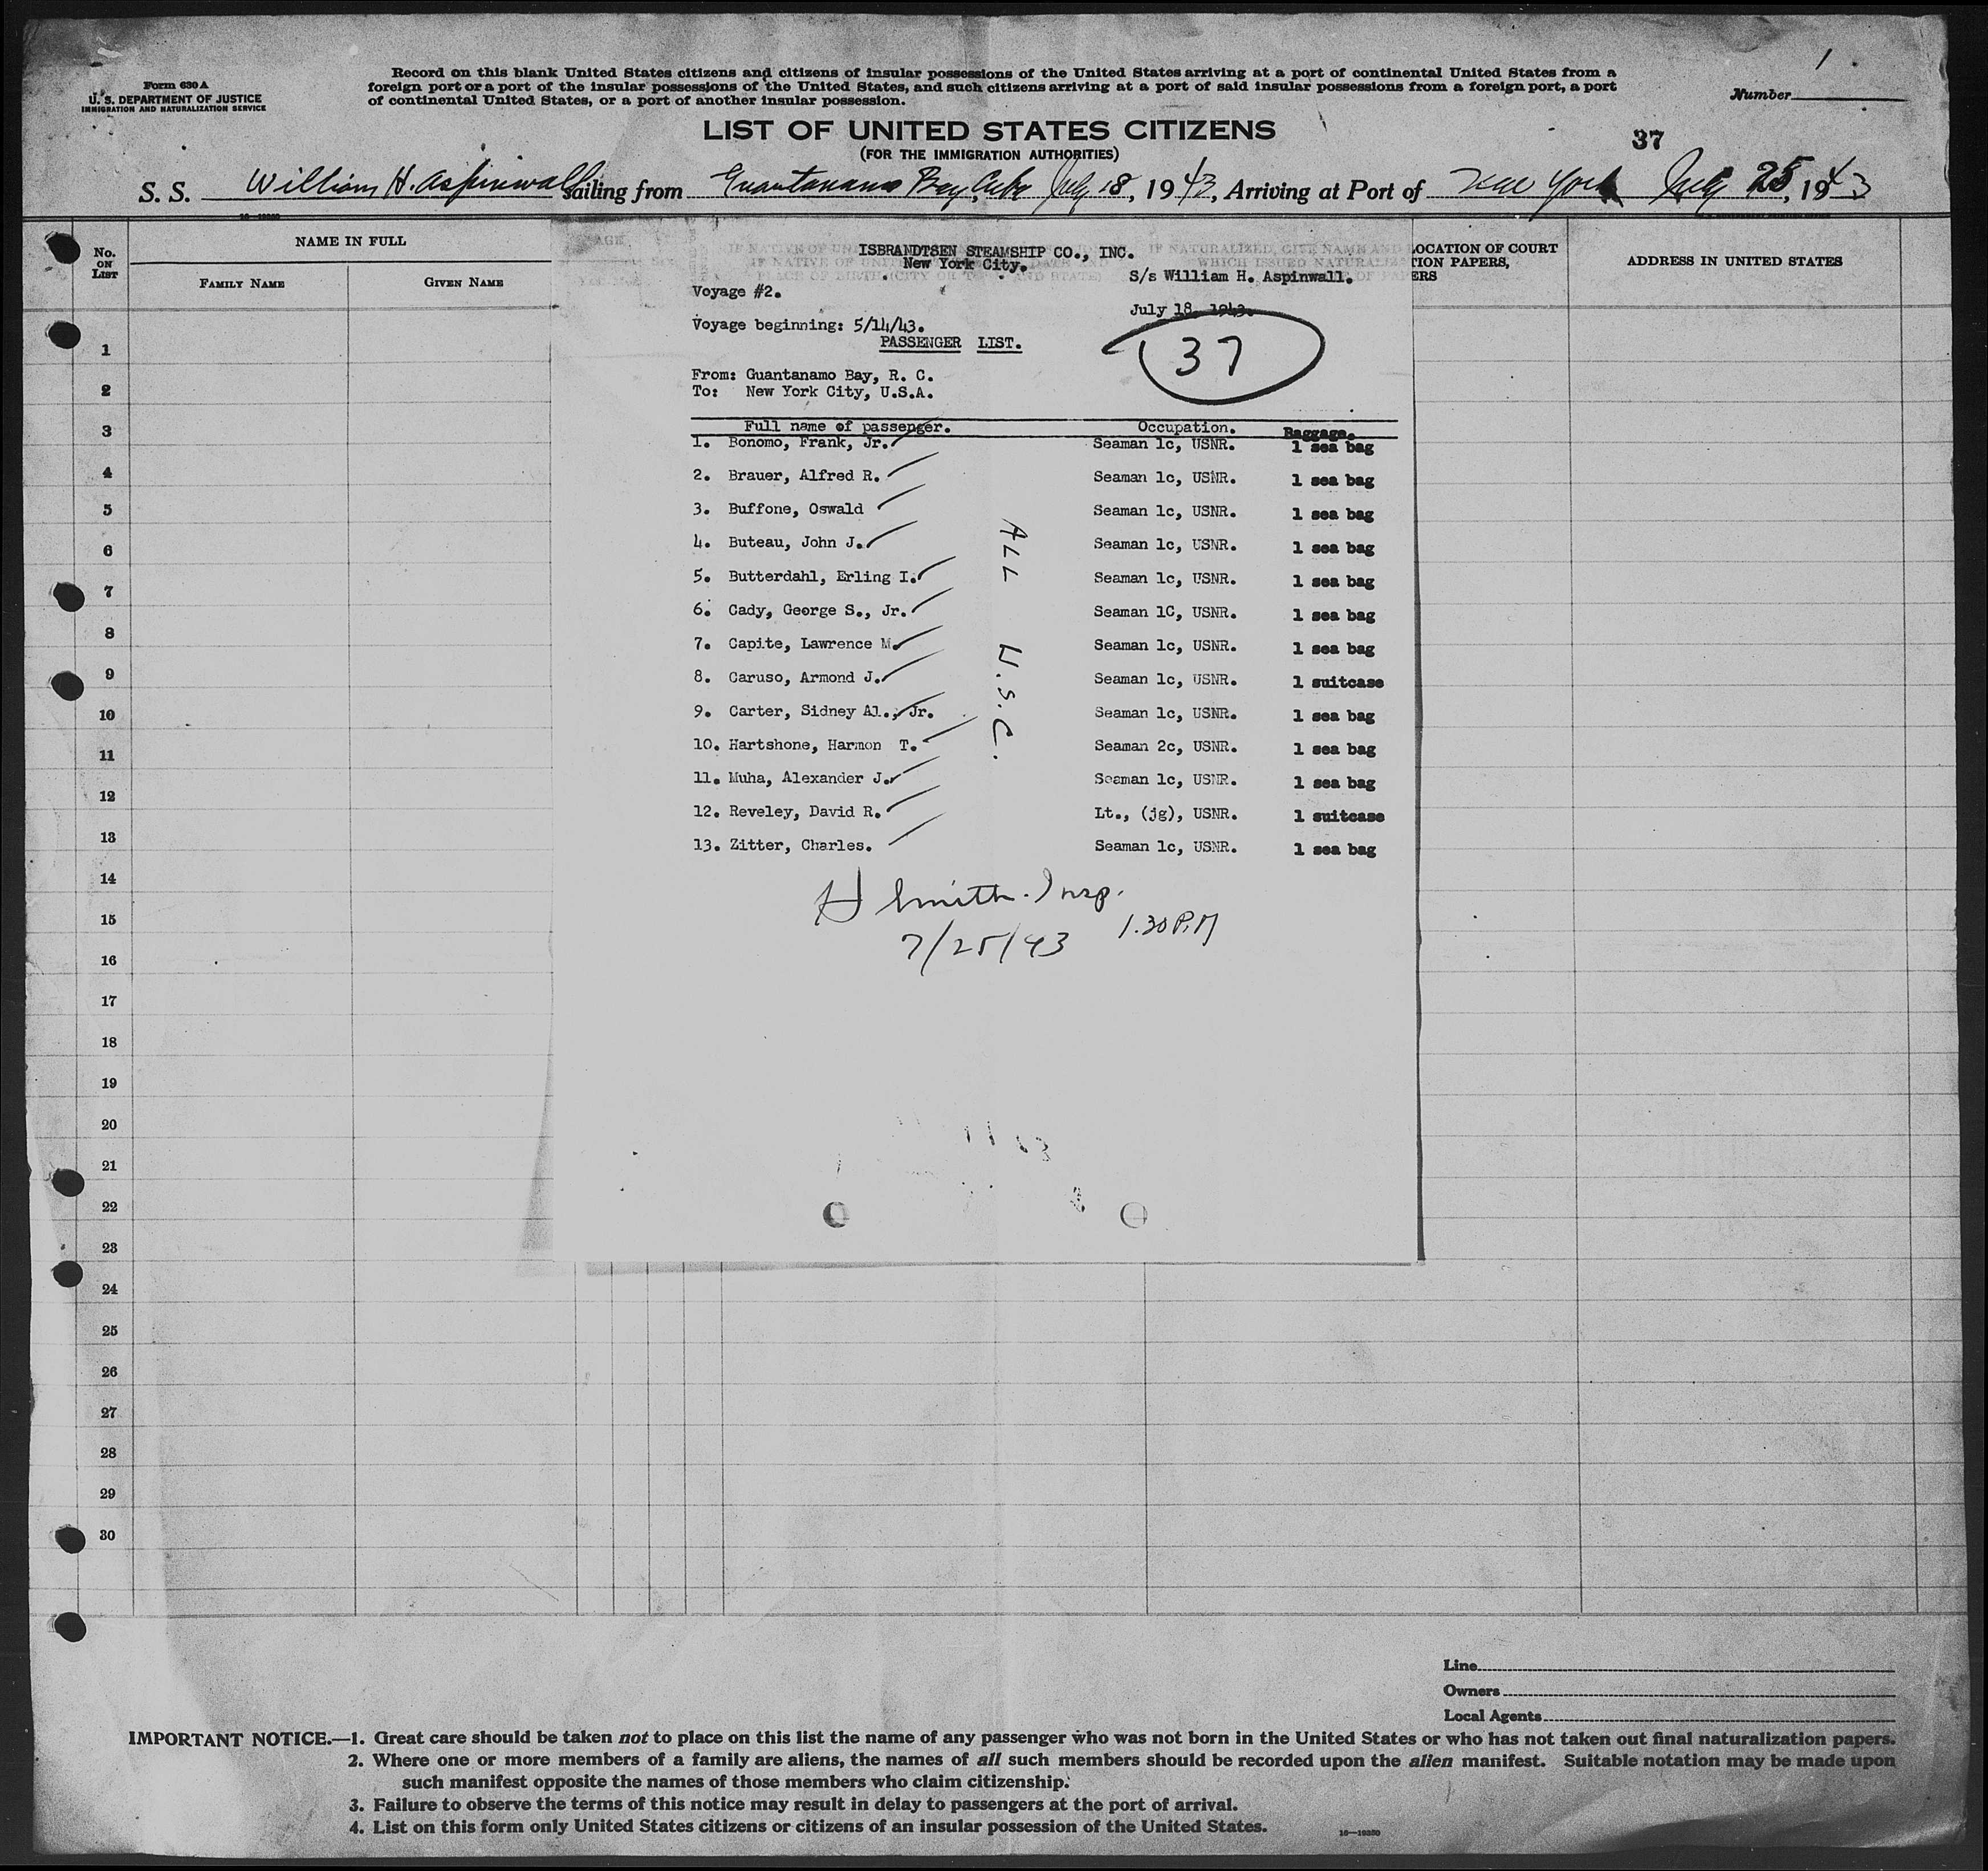 1
Form 630 A
U. S. DEPARTMENT OF JUSTICE
IMMIGRATION AND NATURALIZATION SERVICE
Record on this blank United States citizens and citizens of insular possessions of the United States arriving at a port of continental United States from a
foreign port or a port of the insular possessions of the United States, and such citizens arriving at a port of said insular possessions from a foreign port, a port
of continental United States, or a port of another insular possession.
Number
LIST OF UNITED STATES CITIZENS
(FOR THE IMMIGRATION AUTHORITIES)
37
S. S. William H. Aspinwall Sailing from Guantanamo Bay, Cuba July 18, 1943, Arriving at Port of New York July 25, 1943
No. ON LIST
NAME IN FULL
FAMILY NAME GIVEN NAME
LOCATION OF COURT
TION PAPERS,
ERS
ADDRESS IN UNITED STATES
ISBRANDTSEN STEAMSHIP CO., INC.
New York City.
S/s William H. Aspinwall.
Voyage #2.
July 18, 1943.
Voyage beginning: 5/14/43.
PASSENGER LIST.
37
From: Guantanamo Bay, R. C.
To: New York City, U.S.A.
Full name of passenger. Occupation. Baggage.
1. Bonomo, Frank, Jr. Seaman 1c, USNR. 1 sea bag
2. Brauer, Alfred R. Seaman 1c, USNR. 1 sea bag
3. Buffone, Oswald Seaman 1c, USNR. 1 sea bag
4. Buteau, John J. Seaman 1c, USNR. 1 sea bag
5. Butterdahl, Erling I. Seaman 1c, USNR. 1 sea bag
6. Cady, George S., Jr. Seaman 1C, USNR. 1 sea bag
7. Capite, Lawrence M. Seaman 1c, USNR. 1 sea bag
8. Caruso, Armond J. Seaman 1c, USNR. 1 suitcase
9. Carter, Sidney Al., Jr. Seaman 1c, USNR. 1 sea bag
10. Hartshone, Harmon T. Seaman 2c, USNR. 1 sea bag
11. Muha, Alexander J. Seaman 1c, USNR. 1 sea bag
12. Reveley, David R. Lt., (jg), USNR. 1 suitcase
13. Zitter, Charles. Seaman 1c, USNR. 1 sea bag
ALL U.S.C.
H Smith. Insp.
7/25/43 1.30 P.M
1
2
3
4
5
6
7
8
9
10
11
12
13
14
15
16
17
18
19
20
21
22
23
24
25
26
27
28
29
30
Line
Owners
Local Agents
IMPORTANT NOTICE.—1. Great care should be taken not to place on this list the name of any passenger who was not born in the United States or who has not taken out final naturalization papers.
2. Where one or more members of a family are aliens, the names of all such members should be recorded upon the alien manifest. Suitable notation may be made upon
such manifest opposite the names of those members who claim citizenship.
3. Failure to observe the terms of this notice may result in delay to passengers at the port of arrival.
4. List on this form only United States citizens or citizens of an insular possession of the United States.